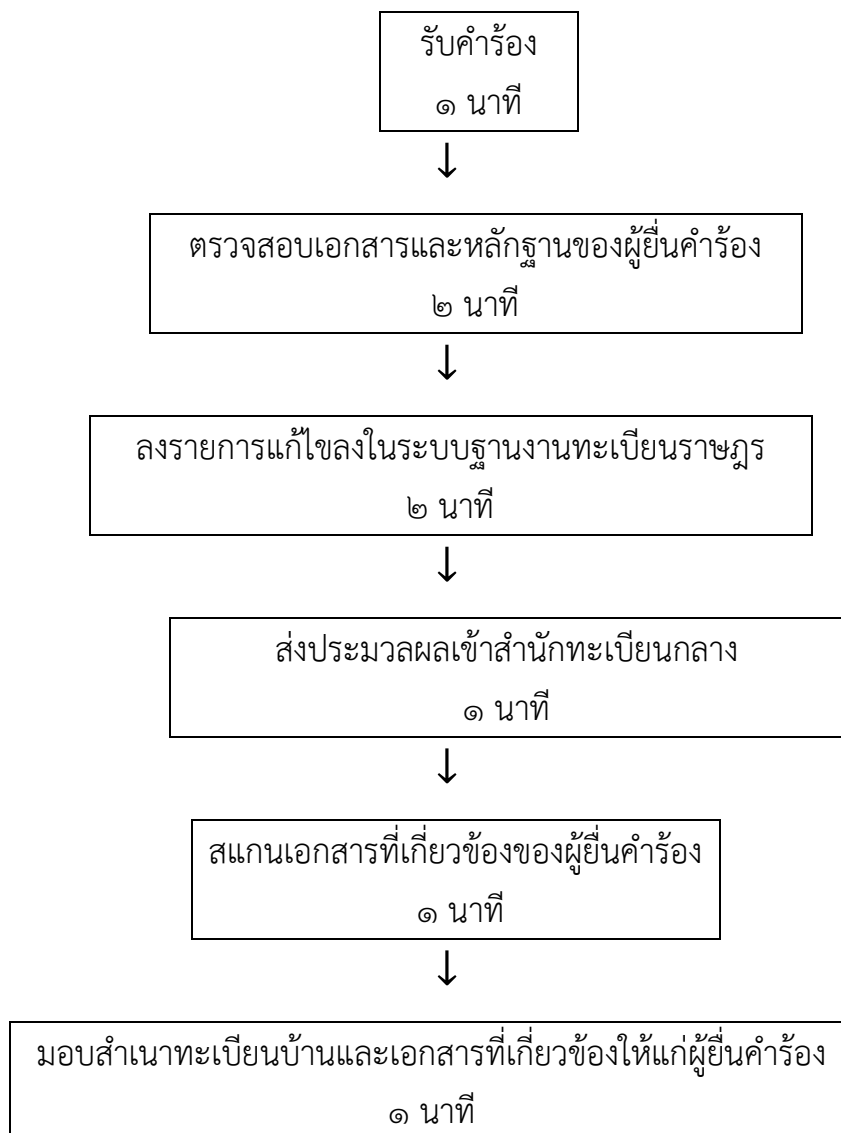 รับคำร้อง
๑ นาที
↓
ตรวจสอบเอกสารและหลักฐานของผู้ยื่นคำร้อง
๒ นาที
↓
ลงรายการแก้ไขลงในระบบฐานงานทะเบียนราษฎร
๒ นาที
↓
ส่งประมวลผลเข้าสำนักทะเบียนกลาง
๑ นาที
↓
สแกนเอกสารที่เกี่ยวข้องของผู้ยื่นคำร้อง
๑ นาที
↓
มอบสำเนาทะเบียนบ้านและเอกสารที่เกี่ยวข้องให้แก่ผู้ยื่นคำร้อง
๑ นาที